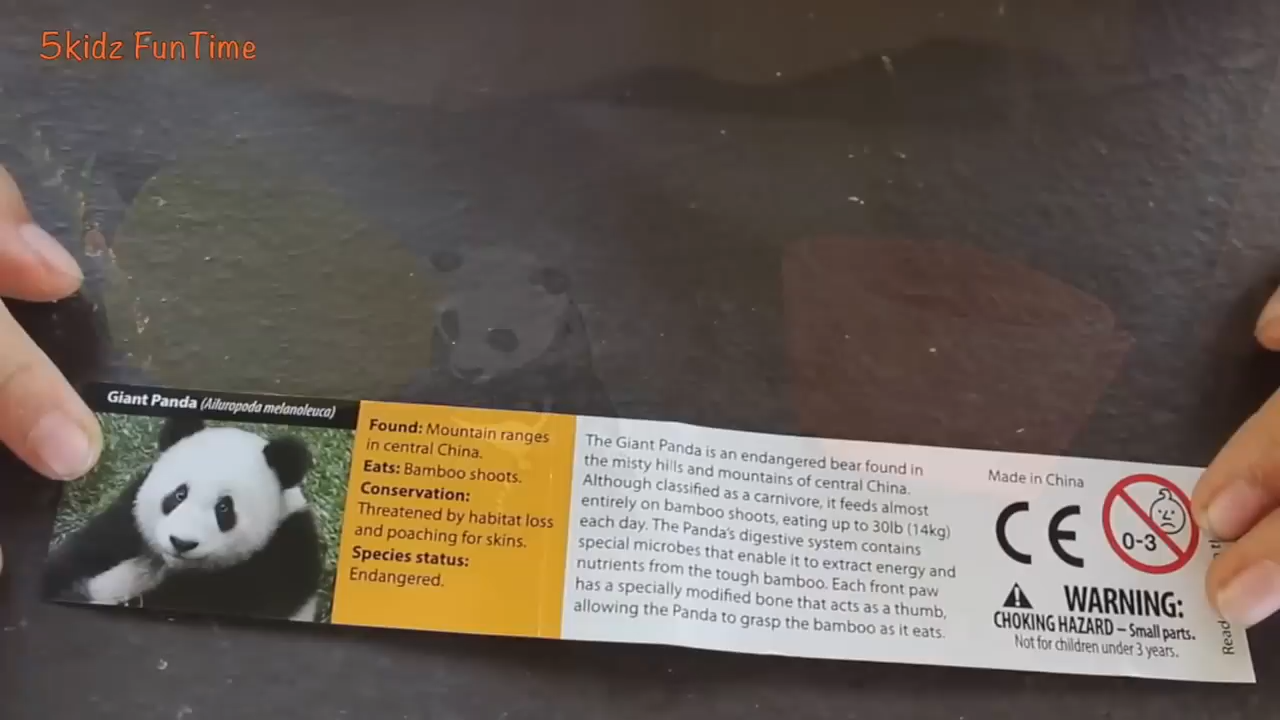 5kidz FunTime
Giant Panda (Ailuropoda melanoleuca)
Found: Mountain ranges
in central China.
Eats: Bamboo shoots.
Conservation:
Threatened by habitat loss
and poaching for skins.
Species status:
Endangered.
The Giant Panda is an endangered bear found in
the misty hills and mountains of central China.
Although classified as a carnivore, it feeds almost
entirely on bamboo shoots, eating up to 30lb (14kg)
each day. The Panda's digestive system contains
special microbes that enable it to extract energy and
nutrients from the tough bamboo. Each front paw
has a specially modified bone that acts as a thumb,
allowing the Panda to grasp the bamboo as it eats.
Made in China
CE
0-3
WARNING:
CHOKING HAZARD – Small parts.
Not for children under 3 years.
Read